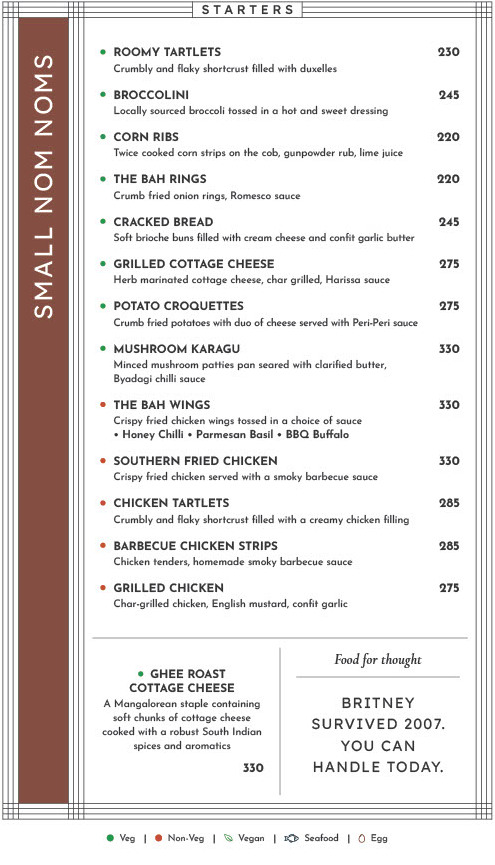 STARTERS
SMALL NOM NOMS
ROOMY TARTLETS 230
Crumbly and flaky shortcrust filled with duxelles
BROCCOLINI 245
Locally sourced broccoli tossed in a hot and sweet dressing
CORN RIBS 220
Twice cooked corn strips on the cob, gunpowder rub, lime juice
THE BAH RINGS 220
Crumb fried onion rings, Romesco sauce
CRACKED BREAD 245
Soft brioche buns filled with cream cheese and confit garlic butter
GRILLED COTTAGE CHEESE 275
Herb marinated cottage cheese, char grilled, Harissa sauce
POTATO CROQUETTES 275
Crumb fried potatoes with duo of cheese served with Peri-Peri sauce
MUSHROOM KARAGU 330
Minced mushroom patties pan seared with clarified butter,
Byadagi chilli sauce
THE BAH WINGS 330
Crispy fried chicken wings tossed in a choice of sauce
• Honey Chilli • Parmesan Basil • BBQ Buffalo
SOUTHERN FRIED CHICKEN 330
Crispy fried chicken served with a smoky barbecue sauce
CHICKEN TARTLETS 285
Crumbly and flaky shortcrust filled with a creamy chicken filling
BARBECUE CHICKEN STRIPS 285
Chicken tenders, homemade smoky barbecue sauce
GRILLED CHICKEN 275
Char-grilled chicken, English mustard, confit garlic
GHEE ROAST
COTTAGE CHEESE
A Mangalorean staple containing
soft chunks of cottage cheese
cooked with a robust South Indian
spices and aromatics
330
Food for thought
BRITNEY
SURVIVED 2007.
YOU CAN
HANDLE TODAY.
Veg | Non-Veg | Vegan | Seafood | Egg